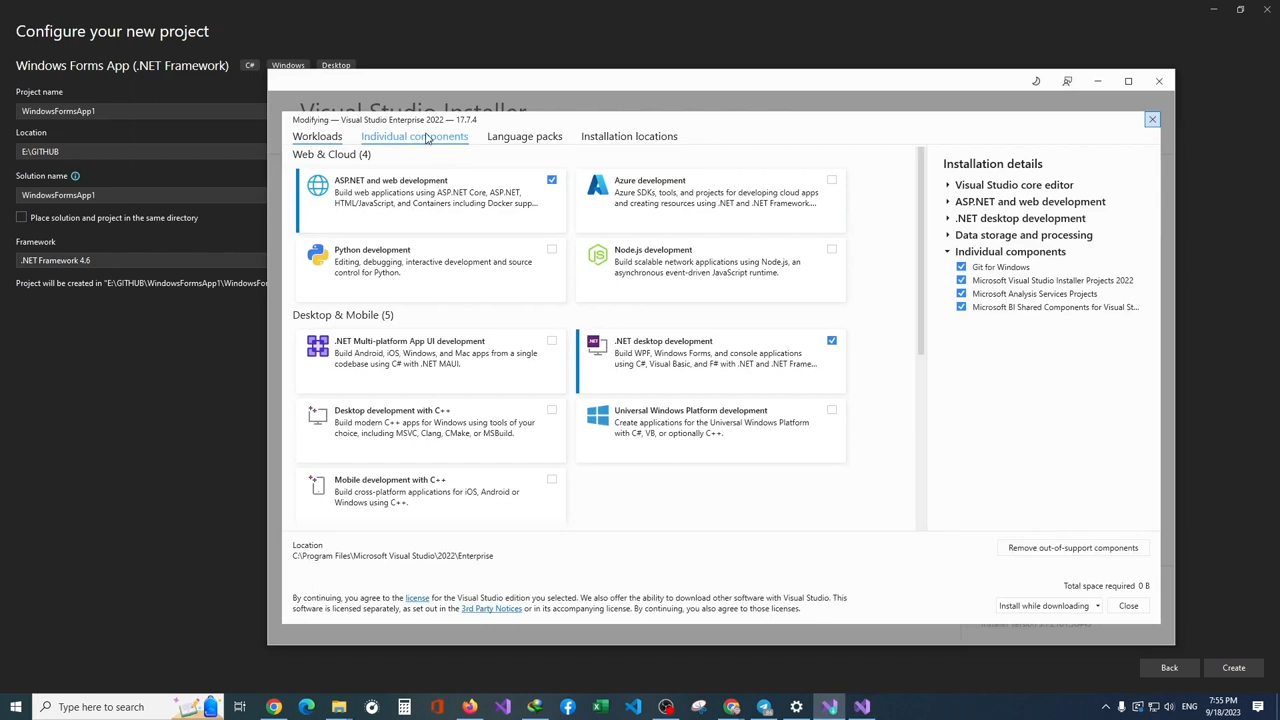 Configure your new project
Windows Forms App (.NET Framework)
C#
Windows
Desktop
Project name
WindowsFormsApp1
Location
E:\GITHUB
Solution name
WindowsFormsApp1
Place solution and project in the same directory
Framework
.NET Framework 4.6
Project will be created in "E:\GITHUB\WindowsFormsApp1\WindowsFor
Visual Studio Installer
Modifying — Visual Studio Enterprise 2022 — 17.7.4
Workloads
Individual components
Language packs
Installation locations
Web & Cloud (4)
ASP.NET and web development
Build web applications using ASP.NET Core, ASP.NET,
HTML/JavaScript, and Containers including Docker supp...
Azure development
Azure SDKs, tools, and projects for developing cloud apps
and creating resources using .NET and .NET Framework....
Python development
Editing, debugging, interactive development and source
control for Python.
Node.js development
Build scalable network applications using Node.js, an
asynchronous event-driven JavaScript runtime.
Desktop & Mobile (5)
.NET Multi-platform App UI development
Build Android, iOS, Windows, and Mac apps from a single
codebase using C# with .NET MAUI.
.NET desktop development
Build WPF, Windows Forms, and console applications
using C#, Visual Basic, and F# with .NET and .NET Frame...
Desktop development with C++
Build modern C++ apps for Windows using tools of your
choice, including MSVC, Clang, CMake, or MSBuild.
Universal Windows Platform development
Create applications for the Universal Windows Platform
with C#, VB, or optionally C++.
Mobile development with C++
Build cross-platform applications for iOS, Android or
Windows using C++.
Installation details
Visual Studio core editor
ASP.NET and web development
.NET desktop development
Data storage and processing
Individual components
Git for Windows
Microsoft Visual Studio Installer Projects 2022
Microsoft Analysis Services Projects
Microsoft BI Shared Components for Visual St...
Location
C:\Program Files\Microsoft Visual Studio\2022\Enterprise
Remove out-of-support components
Total space required 0 B
By continuing, you agree to the license for the Visual Studio edition you selected. We also offer the ability to download other software with Visual Studio. This
software is licensed separately, as set out in the 3rd Party Notices or in its accompanying license. By continuing, you also agree to those licenses.
Install while downloading
Close
Back
Create
Type here to search
ENG
7:55 PM
9/18/2023